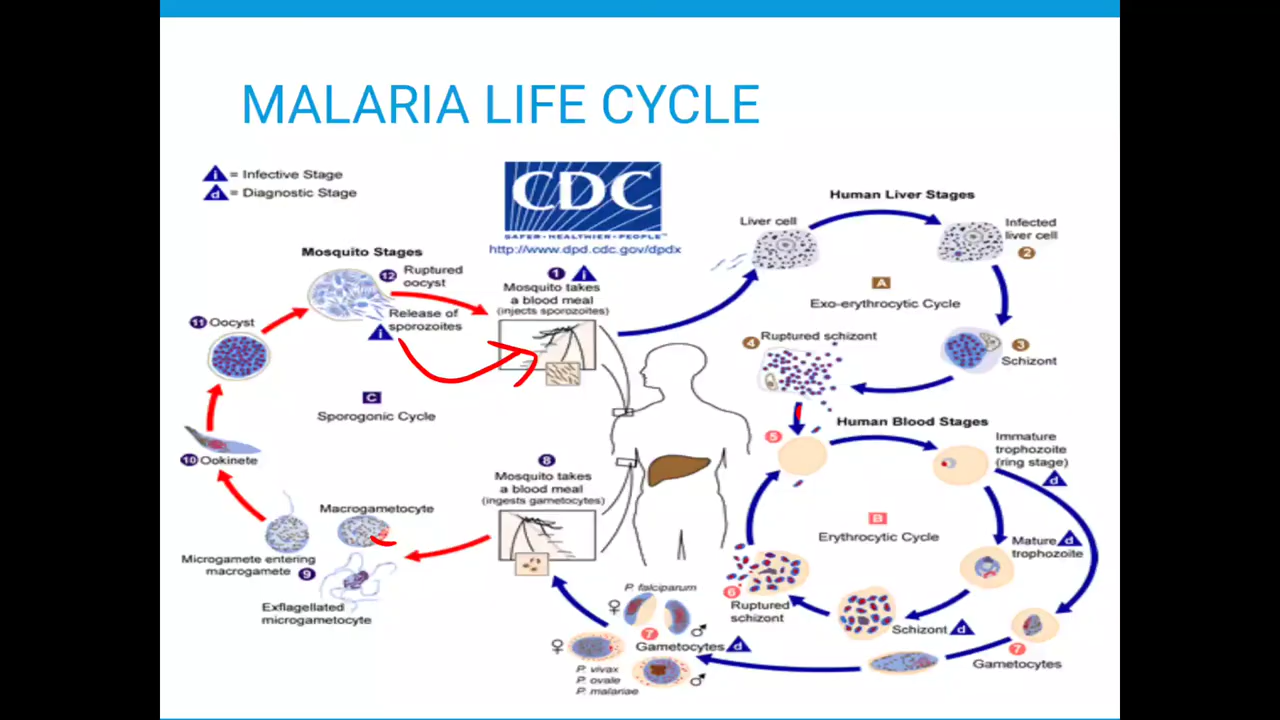 MALARIA LIFE CYCLE
i = Infective Stage
d = Diagnostic Stage
CDC
SAFER • HEALTHIER • PEOPLE™
http://www.dpd.cdc.gov/dpdx
Mosquito Stages
12 Ruptured
oocyst
Release of
sporozoites
i
11 Oocyst
C
Sporogonic Cycle
10 Ookinete
Macrogametocyte
Microgamete entering
macrogamete 9
Exflagellated
microgametocyte
1 i
Mosquito takes
a blood meal
(injects sporozoites)
8
Mosquito takes
a blood meal
(ingests gametocytes)
Human Liver Stages
Liver cell
Infected
liver cell
2
A
Exo-erythrocytic Cycle
4 Ruptured schizont
3
Schizont
Human Blood Stages
5
Immature
trophozoite
(ring stage)
d
B
Erythrocytic Cycle
Mature d
trophozoite
6
Ruptured
schizont
Schizont d
7
Gametocytes
P. falciparum
♀
7
♂
Gametocytes d
♀
P. vivax
P. ovale
P. malariae
♂